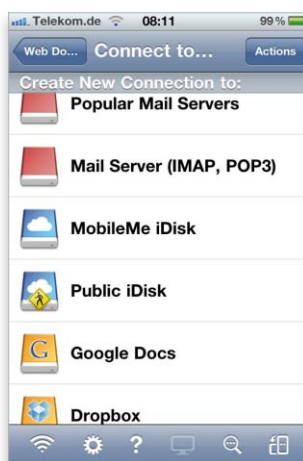 Telekom.de 08:11 99%
Web Do... Connect to... Actions
Create New Connection to:
Popular Mail Servers
Mail Server (IMAP, POP3)
MobileMe iDisk
Public iDisk
G Google Docs
Dropbox
?